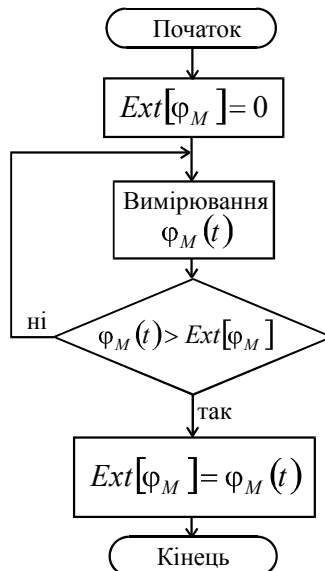 Початок
Ext[φ_M] = 0
Вимірювання
φ_M(t)
ні
φ_M(t) > Ext[φ_M]
так
Ext[φ_M] = φ_M(t)
Кінець